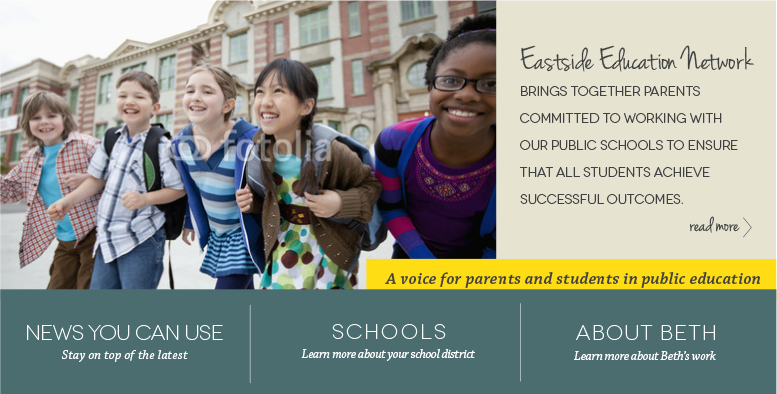 Eastside Education Network
BRINGS TOGETHER PARENTS
COMMITTED TO WORKING WITH
OUR PUBLIC SCHOOLS TO ENSURE
THAT ALL STUDENTS ACHIEVE
SUCCESSFUL OUTCOMES.
read more >
fotolia
A voice for parents and students in public education
NEWS YOU CAN USE
Stay on top of the latest
SCHOOLS
Learn more about your school district
ABOUT BETH
Learn more about Beth's work